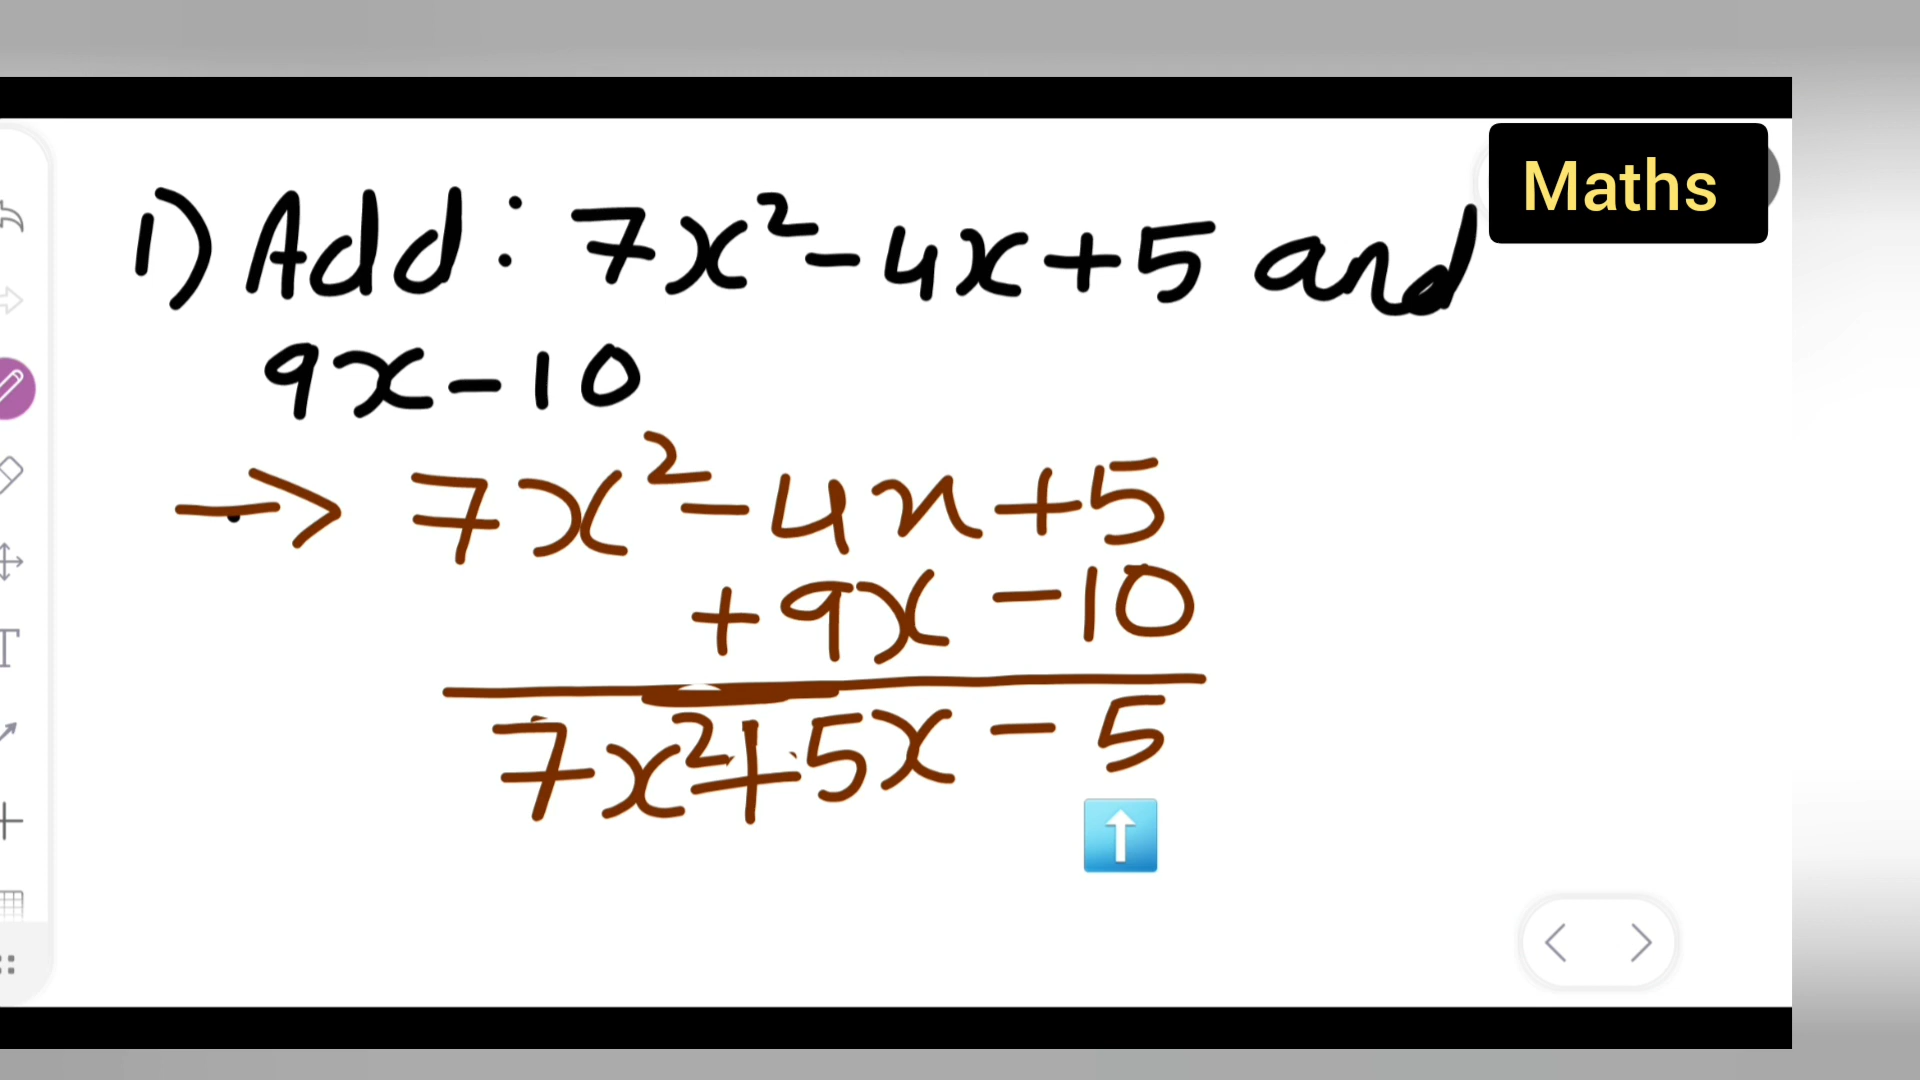 Maths
1) Add : 7x² - 4x + 5 and
9x - 10
→ 7x² - 4x + 5
+ 9x - 10
7x² + 5x - 5